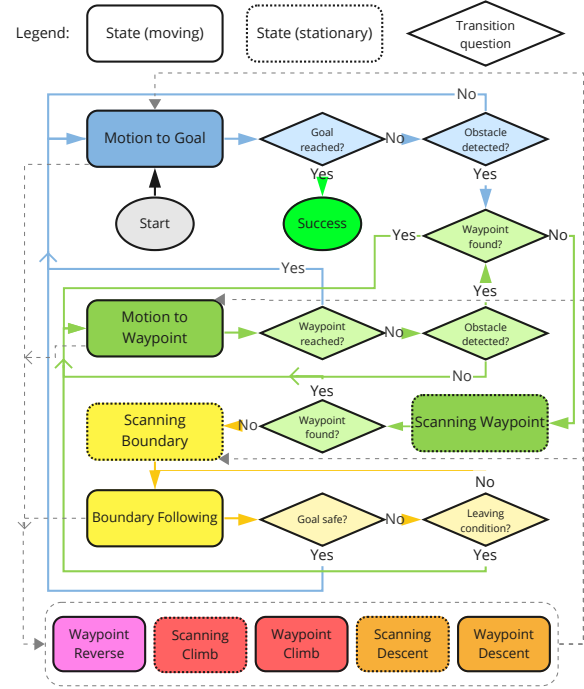 Legend:
State (moving)
State (stationary)
Transition
question
No
Motion to Goal
Goal
reached?
No
Obstacle
detected?
Yes
Yes
Start
Success
Yes
Waypoint
found?
No
Yes
Yes
Motion to
Waypoint
Waypoint
reached?
No
Obstacle
detected?
No
Yes
Scanning
Boundary
No
Waypoint
found?
Scanning Waypoint
No
Boundary Following
Goal safe?
No
Leaving
condition?
Yes
Yes
Waypoint
Reverse
Scanning
Climb
Waypoint
Climb
Scanning
Descent
Waypoint
Descent